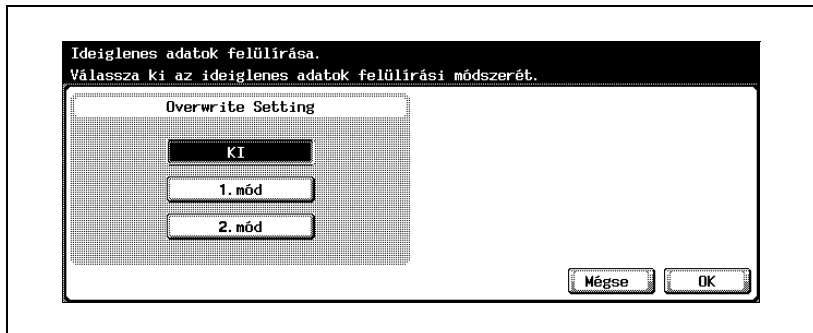 Ideiglenes adatok felülírása.
Válassza ki az ideiglenes adatok felülírási módszerét.
Overwrite Setting
KI
1. mód
2. mód
Mégse OK